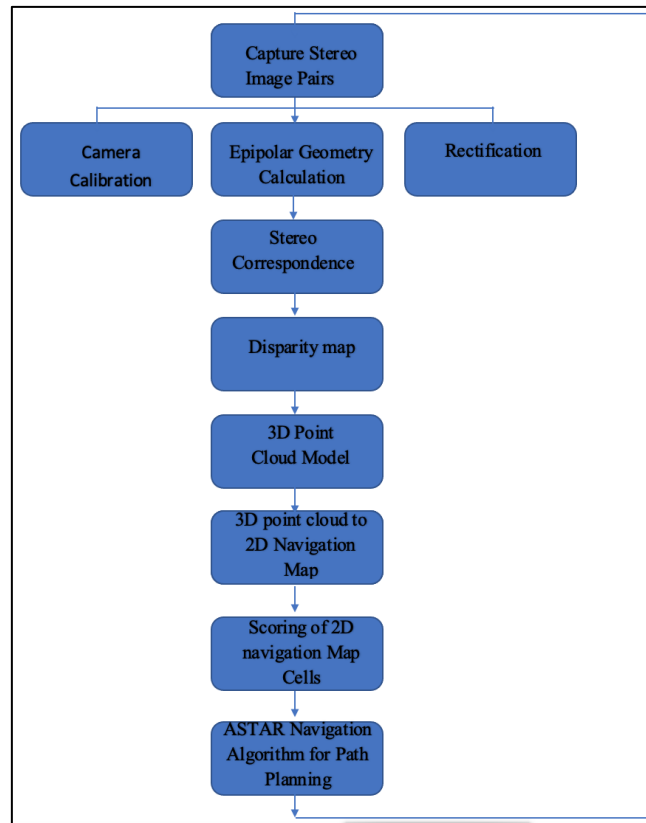 Capture Stereo
Image Pairs
Camera
Calibration
Epipolar Geometry
Calculation
Rectification
Stereo
Correspondence
Disparity map
3D Point
Cloud Model
3D point cloud to
2D Navigation
Map
Scoring of 2D
navigation Map
Cells
ASTAR Navigation
Algorithm for Path
Planning